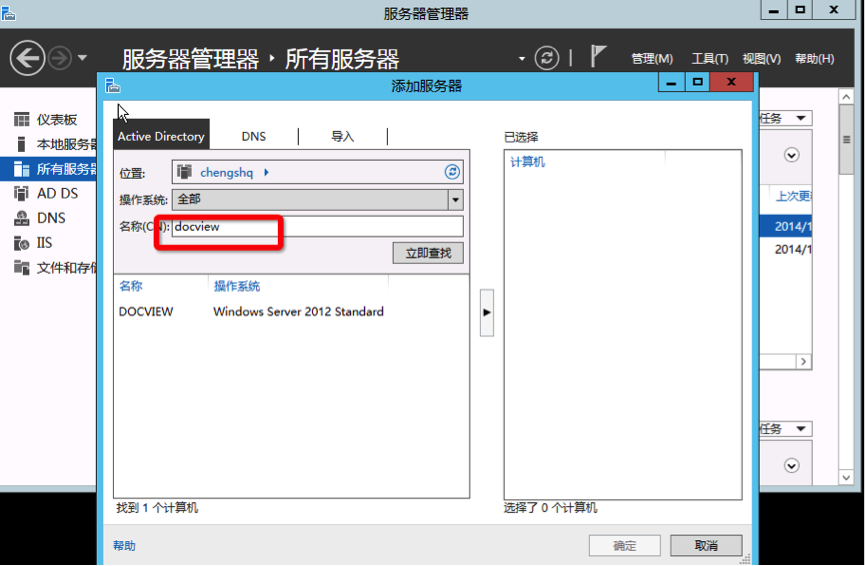 服务器管理器
服务器管理器 · 所有服务器
管理(M) 工具(T) 视图(V) 帮助(H)
添加服务器
仪表板
本地服务器
所有服务器
AD DS
DNS
IIS
文件和存储
Active Directory DNS 导入
位置: chengshq
操作系统: 全部
名称(CN): docview
立即查找
名称 操作系统
DOCVIEW Windows Server 2012 Standard
找到 1 个计算机
已选择
计算机
选择了 0 个计算机
任务
上次更
2014/1
2014/1
任务
帮助
确定 取消